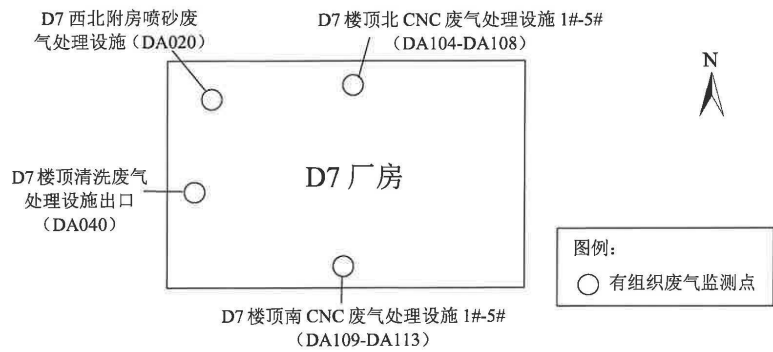 D7 西北附房喷砂废
气处理设施（DA020）
D7 楼顶北 CNC 废气处理设施 1#-5#
（DA104-DA108）
N
D7 楼顶清洗废气
处理设施出口
（DA040）
D7 厂房
图例：
有组织废气监测点
D7 楼顶南 CNC 废气处理设施 1#-5#
（DA109-DA113）